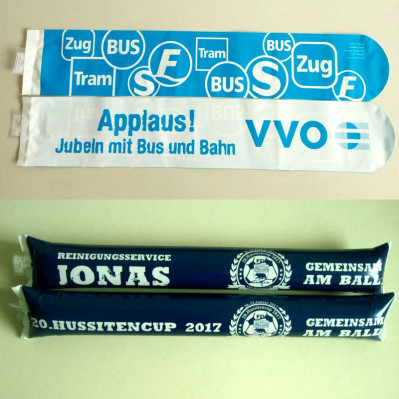 Zug BUS Tram BUS Zug
Tram S F BUS S F
Applaus!
Jubeln mit Bus und Bahn
VVO
REINIGUNGSSERVICE
JONAS
GEMEINSAM
AM BALL
20.HUSSITENCUP 2017
GEMEINSAM
AM BALL